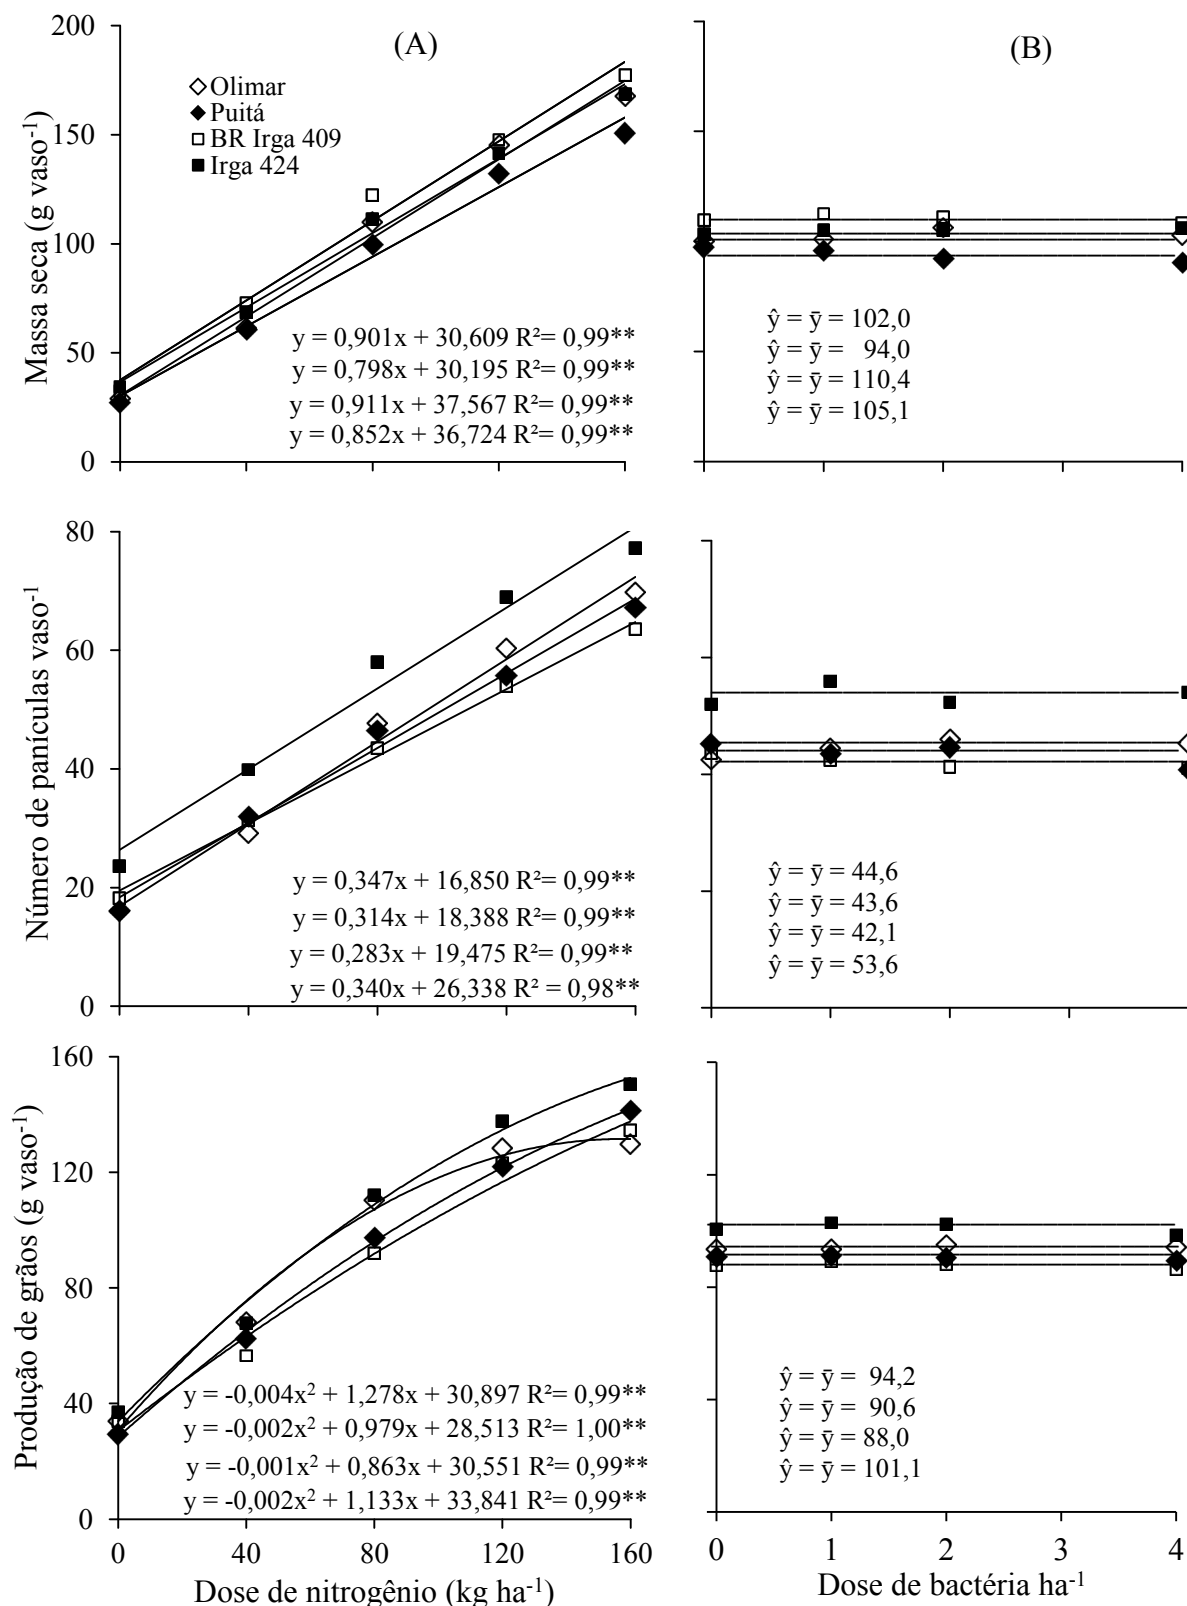 (A)
(B)
Massa seca (g vaso⁻¹)
200
150
100
50
0
Olimar
Puitá
BR Irga 409
Irga 424
y = 0,901x + 30,609 R²= 0,99**
y = 0,798x + 30,195 R²= 0,99**
y = 0,911x + 37,567 R²= 0,99**
y = 0,852x + 36,724 R²= 0,99**
ŷ = ȳ = 102,0
ŷ = ȳ = 94,0
ŷ = ȳ = 110,4
ŷ = ȳ = 105,1
Número de panículas vaso⁻¹
80
60
40
20
0
y = 0,347x + 16,850 R²= 0,99**
y = 0,314x + 18,388 R²= 0,99**
y = 0,283x + 19,475 R²= 0,99**
y = 0,340x + 26,338 R² = 0,98**
ŷ = ȳ = 44,6
ŷ = ȳ = 43,6
ŷ = ȳ = 42,1
ŷ = ȳ = 53,6
Produção de grãos (g vaso⁻¹)
160
120
80
40
0
y = -0,004x² + 1,278x + 30,897 R²= 0,99**
y = -0,002x² + 0,979x + 28,513 R²= 1,00**
y = -0,001x² + 0,863x + 30,551 R²= 0,99**
y = -0,002x² + 1,133x + 33,841 R²= 0,99**
0 40 80 120 160
Dose de nitrogênio (kg ha⁻¹)
ŷ = ȳ = 94,2
ŷ = ȳ = 90,6
ŷ = ȳ = 88,0
ŷ = ȳ = 101,1
0 1 2 3 4
Dose de bactéria ha⁻¹